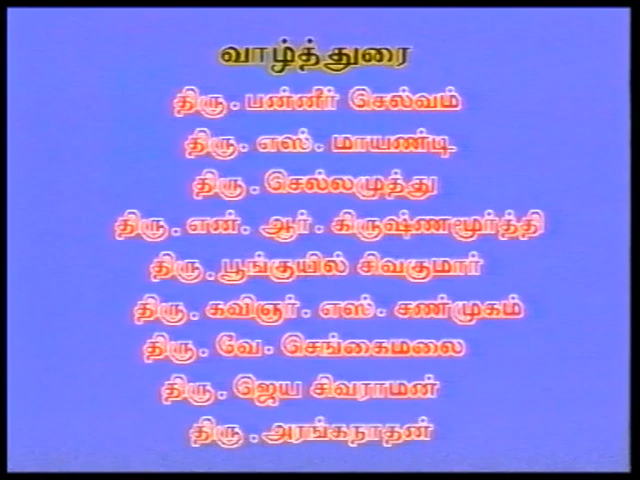 வாழ்த்துரை
திரு. பன்னீர் செல்வம்
திரு. எஸ். மாயண்டி
திரு. செல்லமுத்து
திரு. என். ஆர். கிருஷ்ணமூர்த்தி
திரு. பூங்குயில் சிவகுமார்
திரு. கவிஞர். எஸ். சண்முகம்
திரு. வே. செங்கைமலை
திரு. ஜெய சிவராமன்
திரு. அரங்கநாதன்